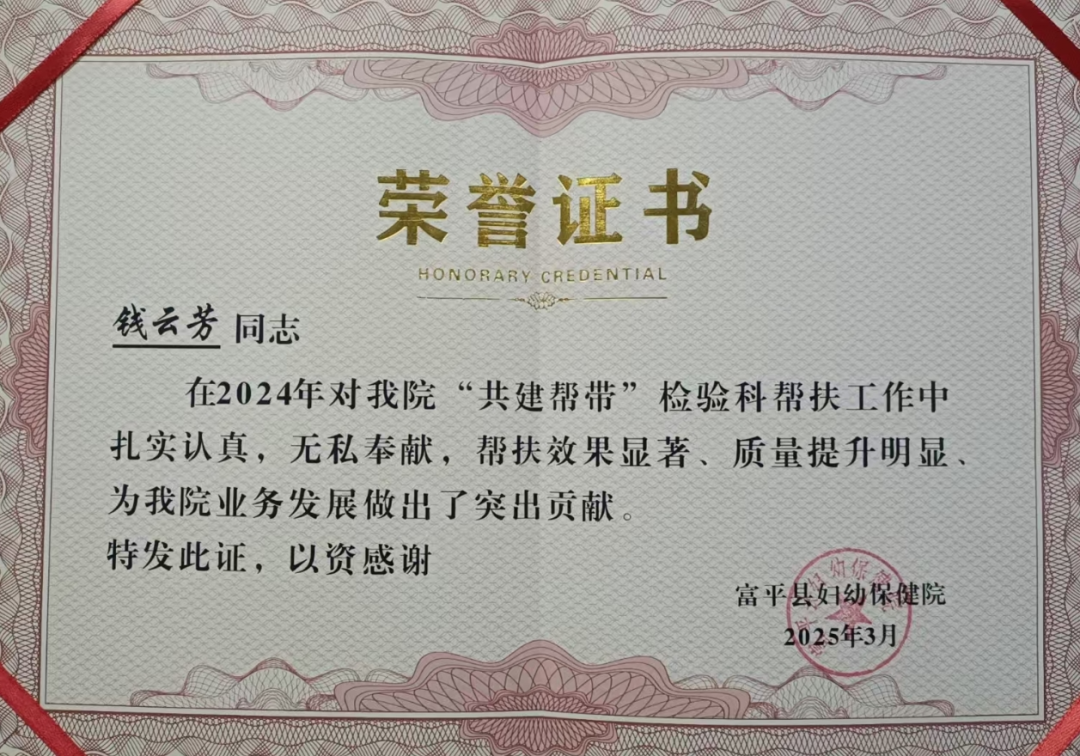 荣誉证书
HONORARY CREDENTIAL
钱云芳 同志
在2024年对我院“共建帮带”检验科帮扶工作中
扎实认真，无私奉献，帮扶效果显著、质量提升明显、
为我院业务发展做出了突出贡献。
特发此证，以资感谢
富平县妇幼保健院
2025年3月